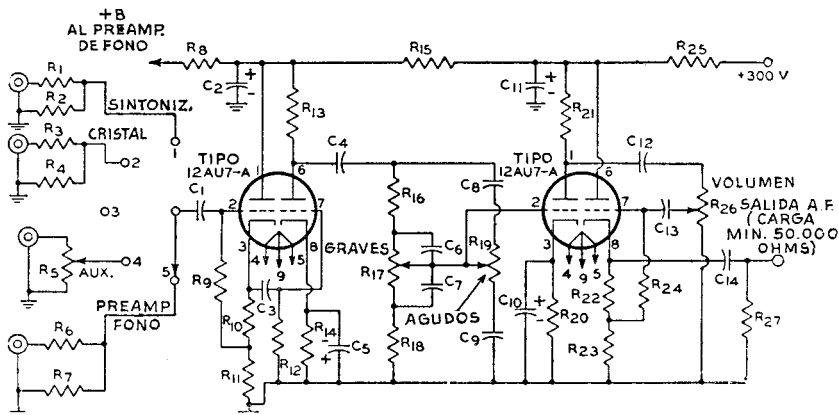 +B
AL PREAMP.
DE FONO
R8
R15
R25
+300 V
C2
+
-
C11
+
-
R1
R2
SINTONIZ.
1
R3
CRISTAL
R4
2
3
R13
R21
C4
C12
TIPO
12AU7-A
1
6
TIPO
12AU7-A
1
6
C1
2
7
3
4
9
5
8
R16
C8
2
7
3
4
9
5
8
C13
R26
VOLUMEN
SALIDA A.F.
(CARGA
MIN. 50.000
OHMS)
C14
R5
AUX.
4
5
R9
C3
GRAVES
R17
C6
C7
R19
AGUDOS
C10
+
-
R22
R24
PREAMP
FONO
R6
R7
R10
R11
R12
R14
-
+
C5
R18
C9
R20
R23
R27